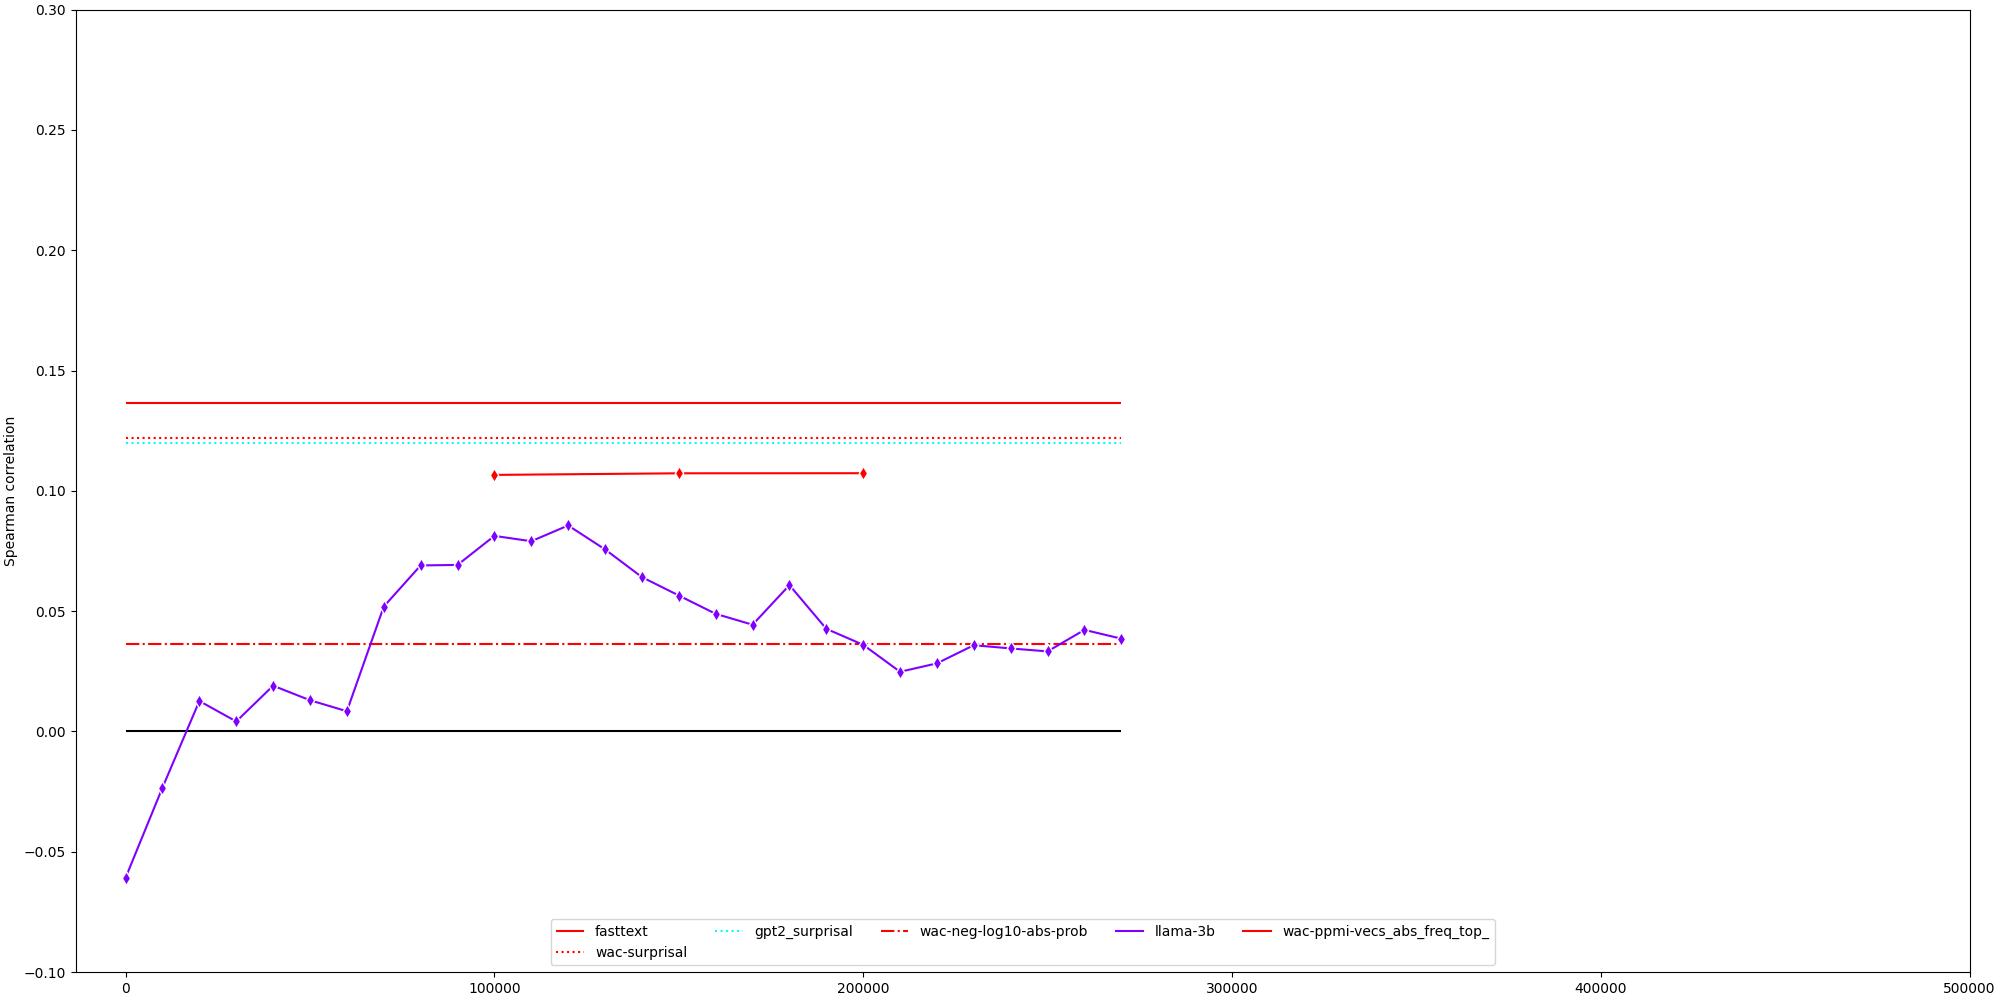 0.30
0.25
0.20
0.15
0.10
0.05
0.00
−0.05
−0.10
Spearman correlation
0 100000 200000 300000 400000 500000
fasttext gpt2_surprisal wac-neg-log10-abs-prob llama-3b wac-ppmi-vecs_abs_freq_top_
wac-surprisal